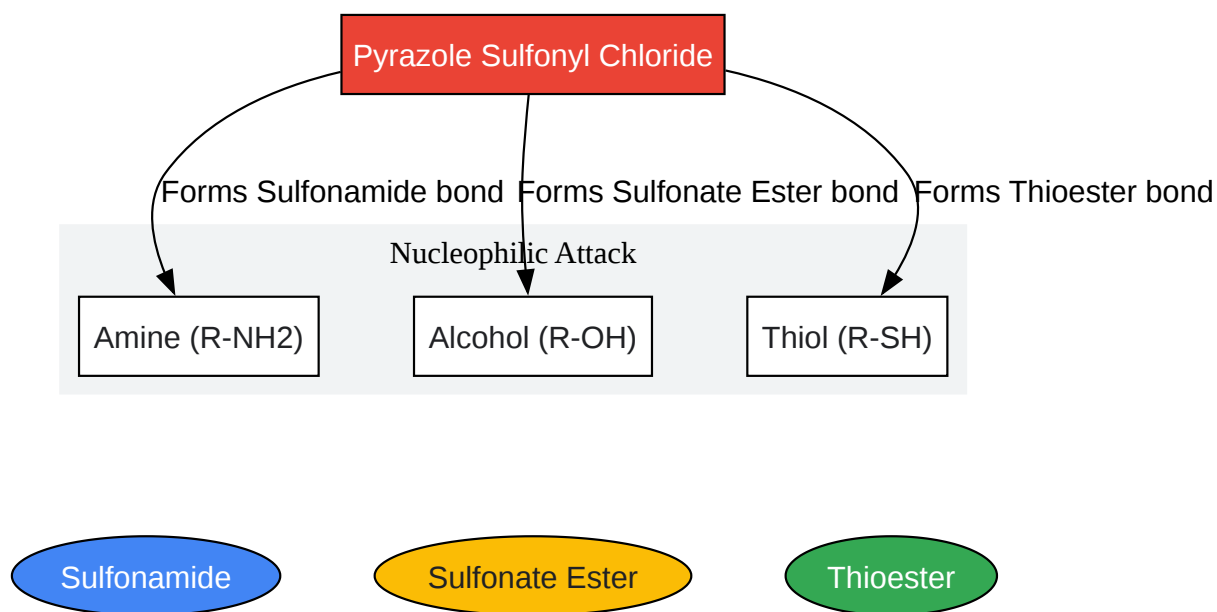 Pyrazole Sulfonyl Chloride
Forms Sulfonamide bond
Forms Sulfonate Ester bond
Forms Thioester bond
Nucleophilic Attack
Amine (R-NH2)
Alcohol (R-OH)
Thiol (R-SH)
Sulfonamide
Sulfonate Ester
Thioester